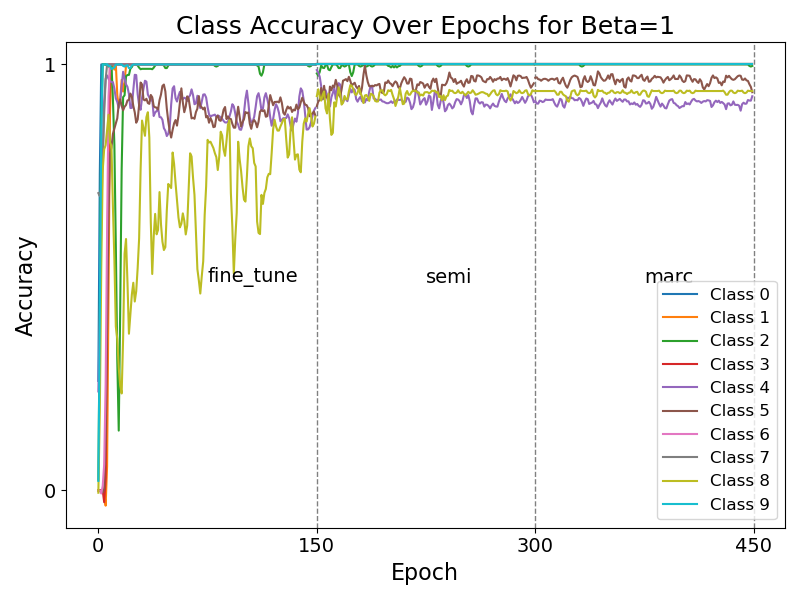 Class Accuracy Over Epochs for Beta=1
Accuracy
1
0
fine_tune
semi
marc
Class 0
Class 1
Class 2
Class 3
Class 4
Class 5
Class 6
Class 7
Class 8
Class 9
0
150
300
450
Epoch